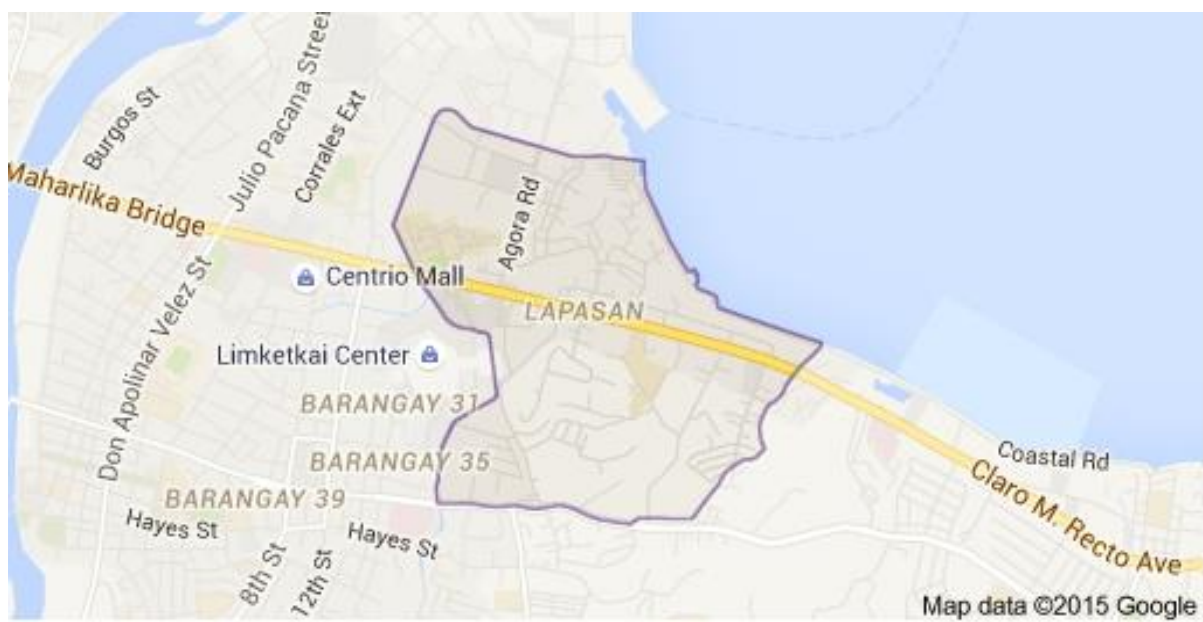 Burgos St
Julio Pacana Street
Corrales Ext
Maharlika Bridge
Agora Rd
Centrio Mall
LAPASAN
Don Apolinar Velez St
Limketkai Center
BARANGAY 31
BARANGAY 35
BARANGAY 39
Coastal Rd
Claro M. Recto Ave
Hayes St
Hayes St
8th St
12th St
Map data ©2015 Google